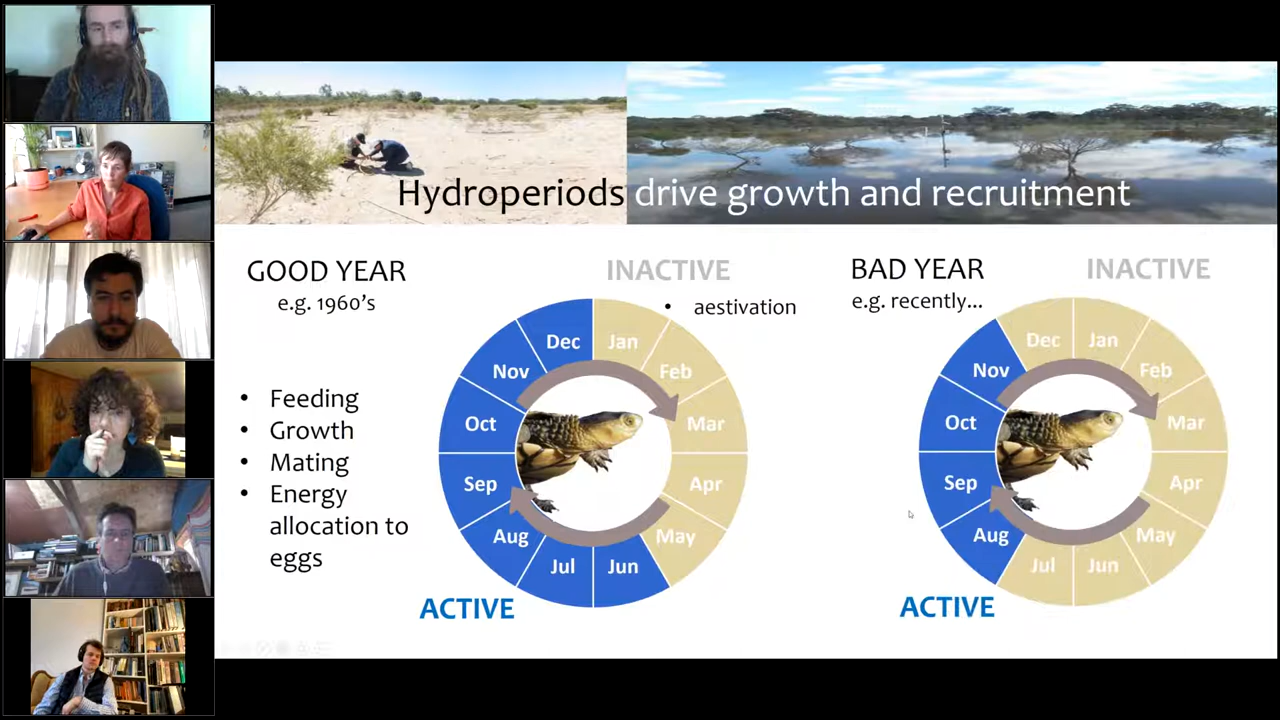 Hydroperiods drive growth and recruitment
GOOD YEAR
e.g. 1960's
• Feeding
• Growth
• Mating
• Energy
allocation to
eggs
INACTIVE
• aestivation
Jan
Feb
Mar
Apr
May
Jun
Jul
Aug
Sep
Oct
Nov
Dec
ACTIVE
BAD YEAR
e.g. recently...
INACTIVE
Jan
Feb
Mar
Apr
May
Jun
Jul
Aug
Sep
Oct
Nov
Dec
ACTIVE